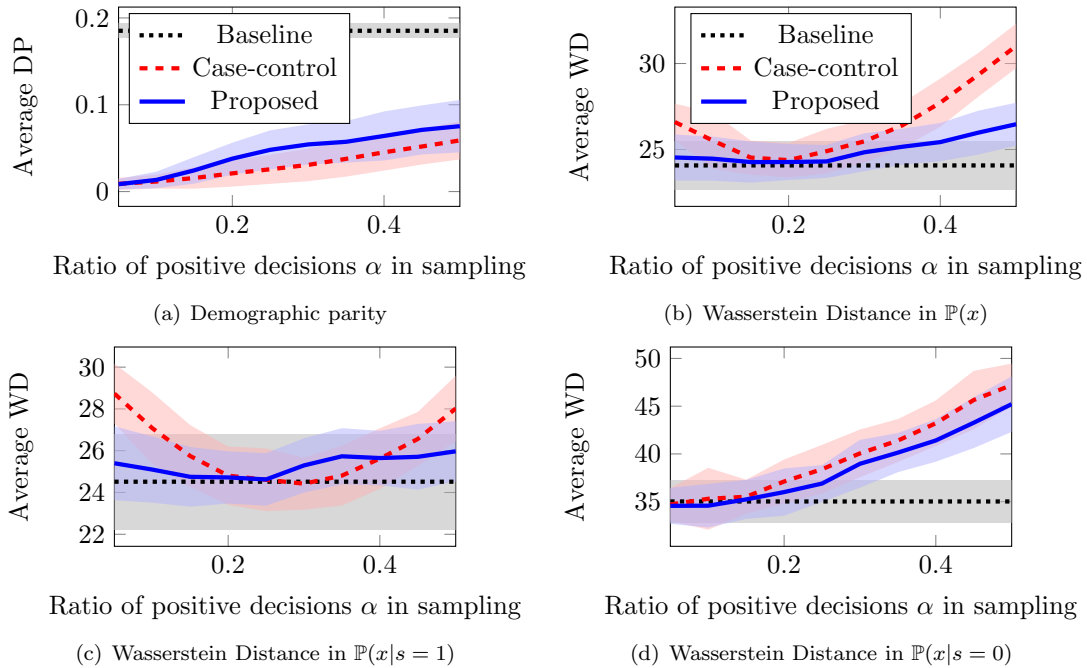 Average DP
0.2
0.1
0
Baseline
Case-control
Proposed
0.2
0.4
Ratio of positive decisions α in sampling
(a) Demographic parity
Average WD
30
25
Baseline
Case-control
Proposed
0.2
0.4
Ratio of positive decisions α in sampling
(b) Wasserstein Distance in ℙ(x)
Average WD
30
28
26
24
22
0.2
0.4
Ratio of positive decisions α in sampling
(c) Wasserstein Distance in ℙ(x|s = 1)
Average WD
50
45
40
35
0.2
0.4
Ratio of positive decisions α in sampling
(d) Wasserstein Distance in ℙ(x|s = 0)